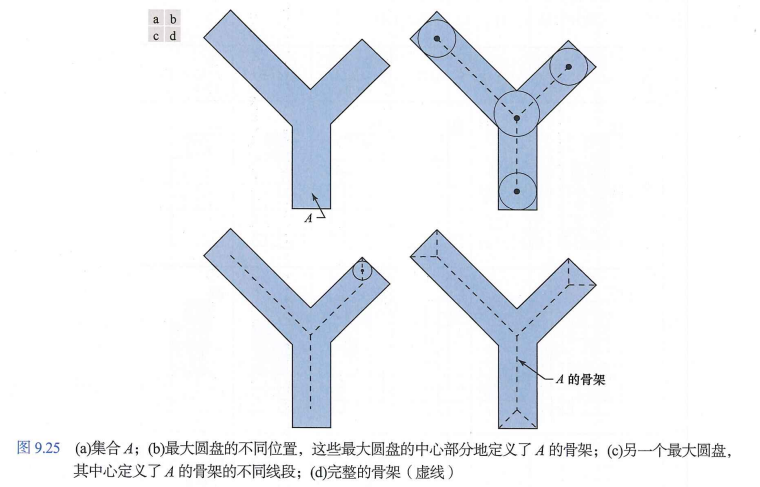 a b
c d
A
A 的骨架
图 9.25 (a)集合 A；(b)最大圆盘的不同位置，这些最大圆盘的中心部分地定义了 A 的骨架；(c)另一个最大圆盘，
其中心定义了 A 的骨架的不同线段；(d)完整的骨架（虚线）